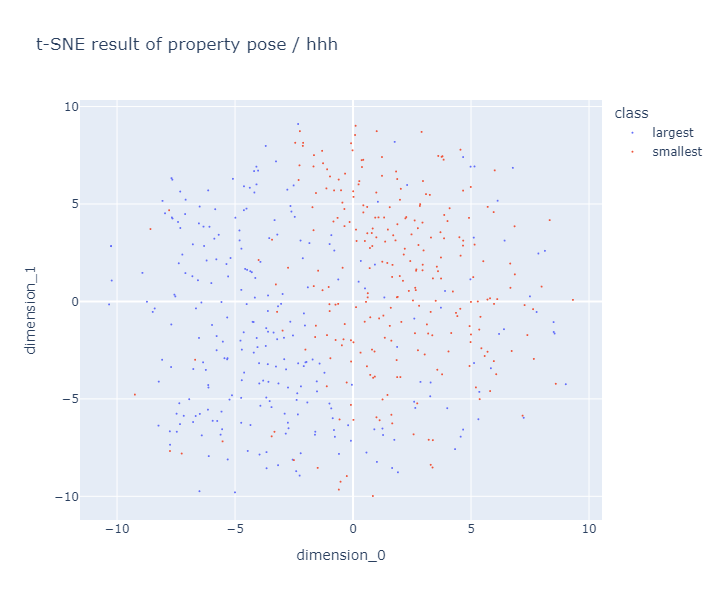 t-SNE result of property pose / hhh
class
largest
smallest
10
5
0
−5
−10
dimension_1
−10
−5
0
5
10
dimension_0